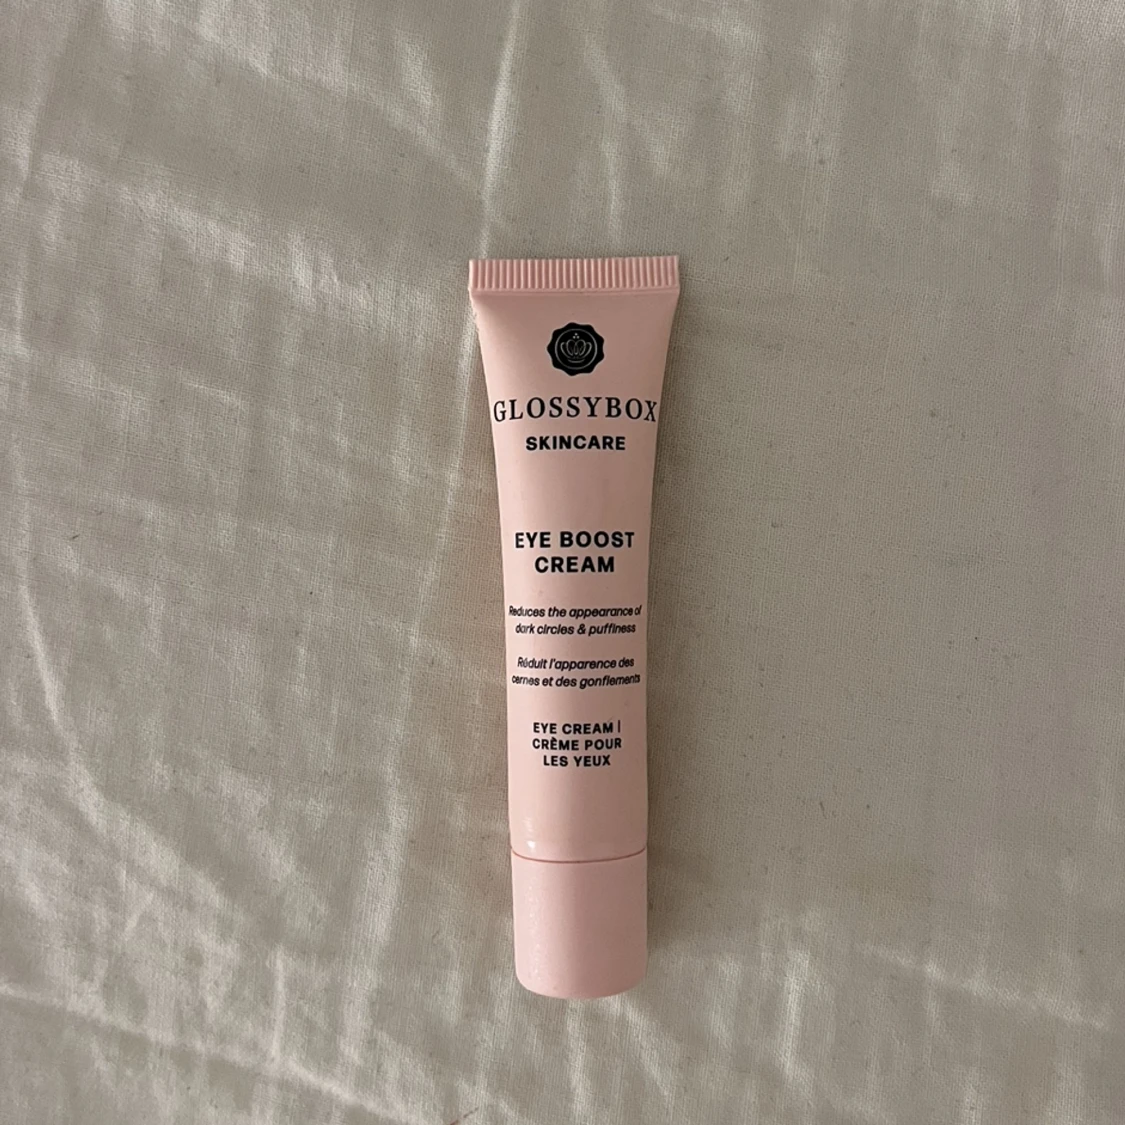 GLOSSYBOX
SKINCARE
EYE BOOST
CREAM
Reduces the appearance of
dark circles & puffiness
Réduit l'apparence des
cernes et des gonflements
EYE CREAM |
CRÈME POUR
LES YEUX